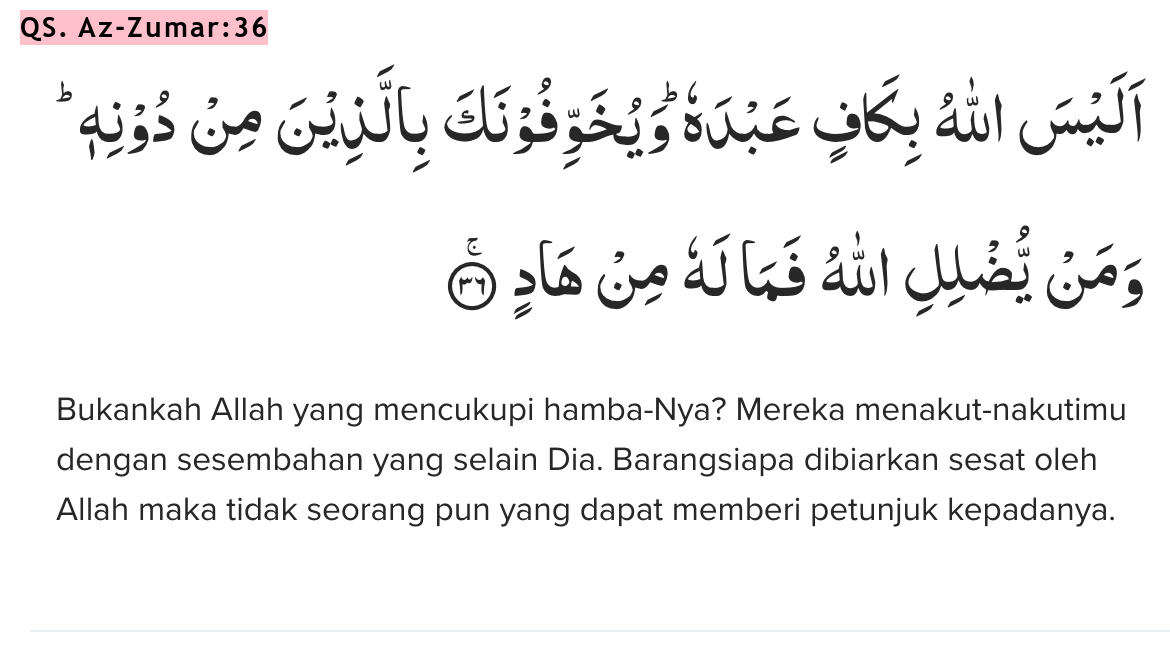 QS. Az-Zumar:36
اَلَيْسَ اللّٰهُ بِكَافٍ عَبْدَهٗۗ وَيُخَوِّفُوْنَكَ بِالَّذِيْنَ مِنْ دُوْنِهٖۗ
وَمَنْ يُّضْلِلِ اللّٰهُ فَمَا لَهٗ مِنْ هَادٍۚ ٣٦
Bukankah Allah yang mencukupi hamba-Nya? Mereka menakut-nakutimu
dengan sesembahan yang selain Dia. Barangsiapa dibiarkan sesat oleh
Allah maka tidak seorang pun yang dapat memberi petunjuk kepadanya.